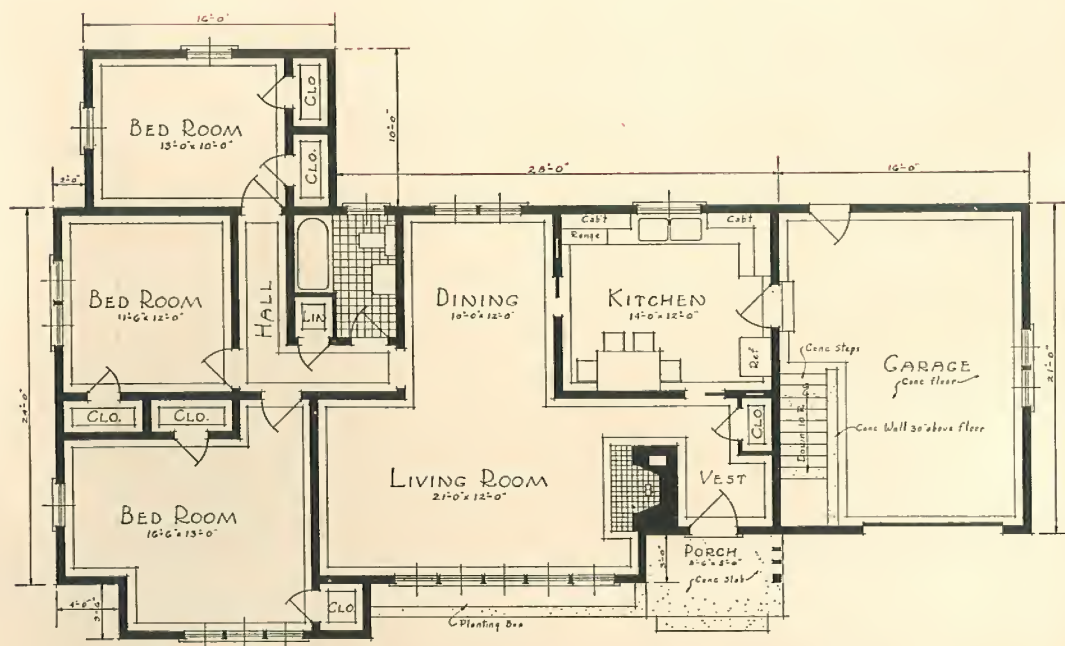 16'-0"
CLO.
BED ROOM
13'-0" x 10'-0"
10'-0"
CLO.
28'-0"
16'-0"
Cab't
Cab't
Range
BED ROOM
11'-6" x 12'-0"
HALL
LIN
DINING
10'-0" x 12'-0"
KITCHEN
14'-0" x 12'-0"
Ref.
Conc Steps
GARAGE
Conc floor
21'-0"
24'-0"
CLO.
CLO.
CLO.
Conc Wall 30" above floor
Down 10 R
LIVING ROOM
21'-0" x 12'-0"
VEST
BED ROOM
16'-6" x 13'-0"
PORCH
5'-0"
Conc Slab
4'-0"
CLO.
Planting Box